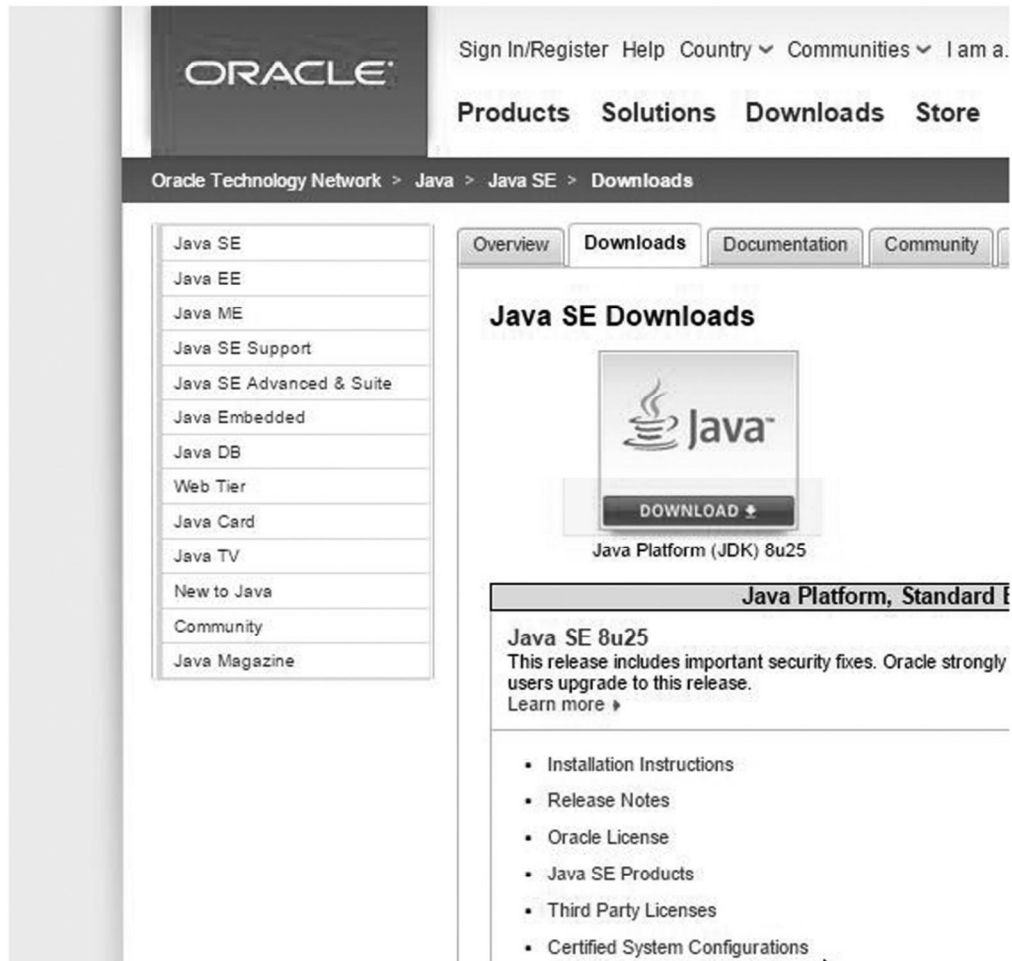 ORACLE
Sign In/Register Help Country Communities I am a.
Products Solutions Downloads Store
Oracle Technology Network > Java > Java SE > Downloads
Java SE
Java EE
Java ME
Java SE Support
Java SE Advanced & Suite
Java Embedded
Java DB
Web Tier
Java Card
Java TV
New to Java
Community
Java Magazine
Overview Downloads Documentation Community
Java SE Downloads
Java™
DOWNLOAD
Java Platform (JDK) 8u25
Java Platform, Standard E
Java SE 8u25
This release includes important security fixes. Oracle strongly
users upgrade to this release.
Learn more
• Installation Instructions
• Release Notes
• Oracle License
• Java SE Products
• Third Party Licenses
• Certified System Configurations